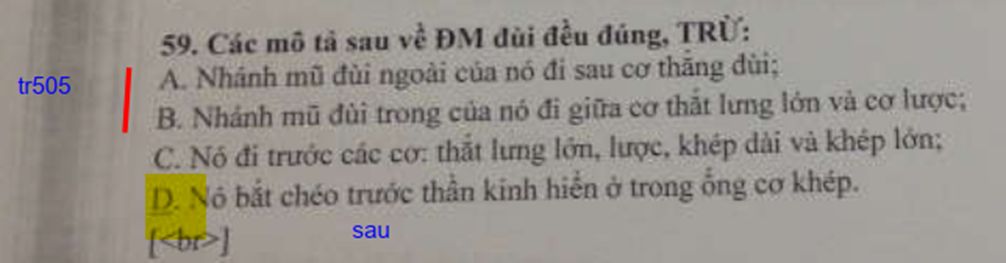 59. Các mô tả sau về ĐM đùi đều đúng, TRỪ:
tr505
A. Nhánh mũ đùi ngoài của nó đi sau cơ thẳng đùi;
B. Nhánh mũ đùi trong của nó đi giữa cơ thắt lưng lớn và cơ lược;
C. Nó đi trước các cơ: thắt lưng lớn, lược, khép dài và khép lớn;
D. Nó bắt chéo trước thần kinh hiển ở trong ống cơ khép.
[<br>]
sau